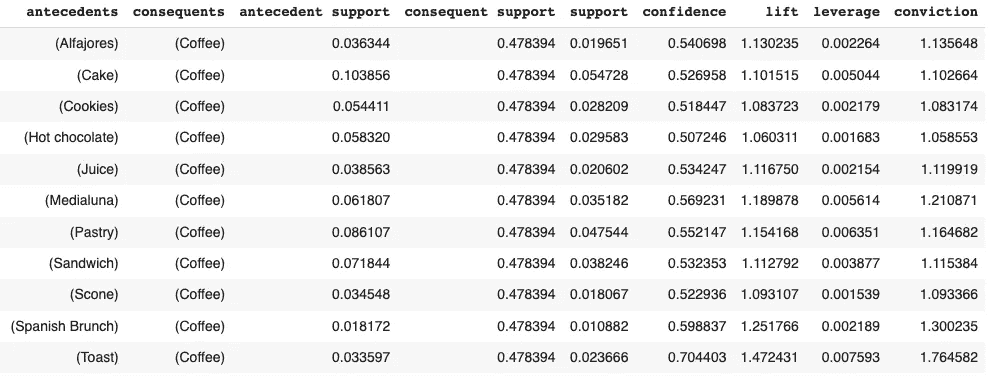 antecedents consequents antecedent support consequent support support confidence lift leverage conviction
(Alfajores) (Coffee) 0.036344 0.478394 0.019651 0.540698 1.130235 0.002264 1.135648
(Cake) (Coffee) 0.103856 0.478394 0.054728 0.526958 1.101515 0.005044 1.102664
(Cookies) (Coffee) 0.054411 0.478394 0.028209 0.518447 1.083723 0.002179 1.083174
(Hot chocolate) (Coffee) 0.058320 0.478394 0.029583 0.507246 1.060311 0.001683 1.058553
(Juice) (Coffee) 0.038563 0.478394 0.020602 0.534247 1.116750 0.002154 1.119919
(Medialuna) (Coffee) 0.061807 0.478394 0.035182 0.569231 1.189878 0.005614 1.210871
(Pastry) (Coffee) 0.086107 0.478394 0.047544 0.552147 1.154168 0.006351 1.164682
(Sandwich) (Coffee) 0.071844 0.478394 0.038246 0.532353 1.112792 0.003877 1.115384
(Scone) (Coffee) 0.034548 0.478394 0.018067 0.522936 1.093107 0.001539 1.093366
(Spanish Brunch) (Coffee) 0.018172 0.478394 0.010882 0.598837 1.251766 0.002189 1.300235
(Toast) (Coffee) 0.033597 0.478394 0.023666 0.704403 1.472431 0.007593 1.764582